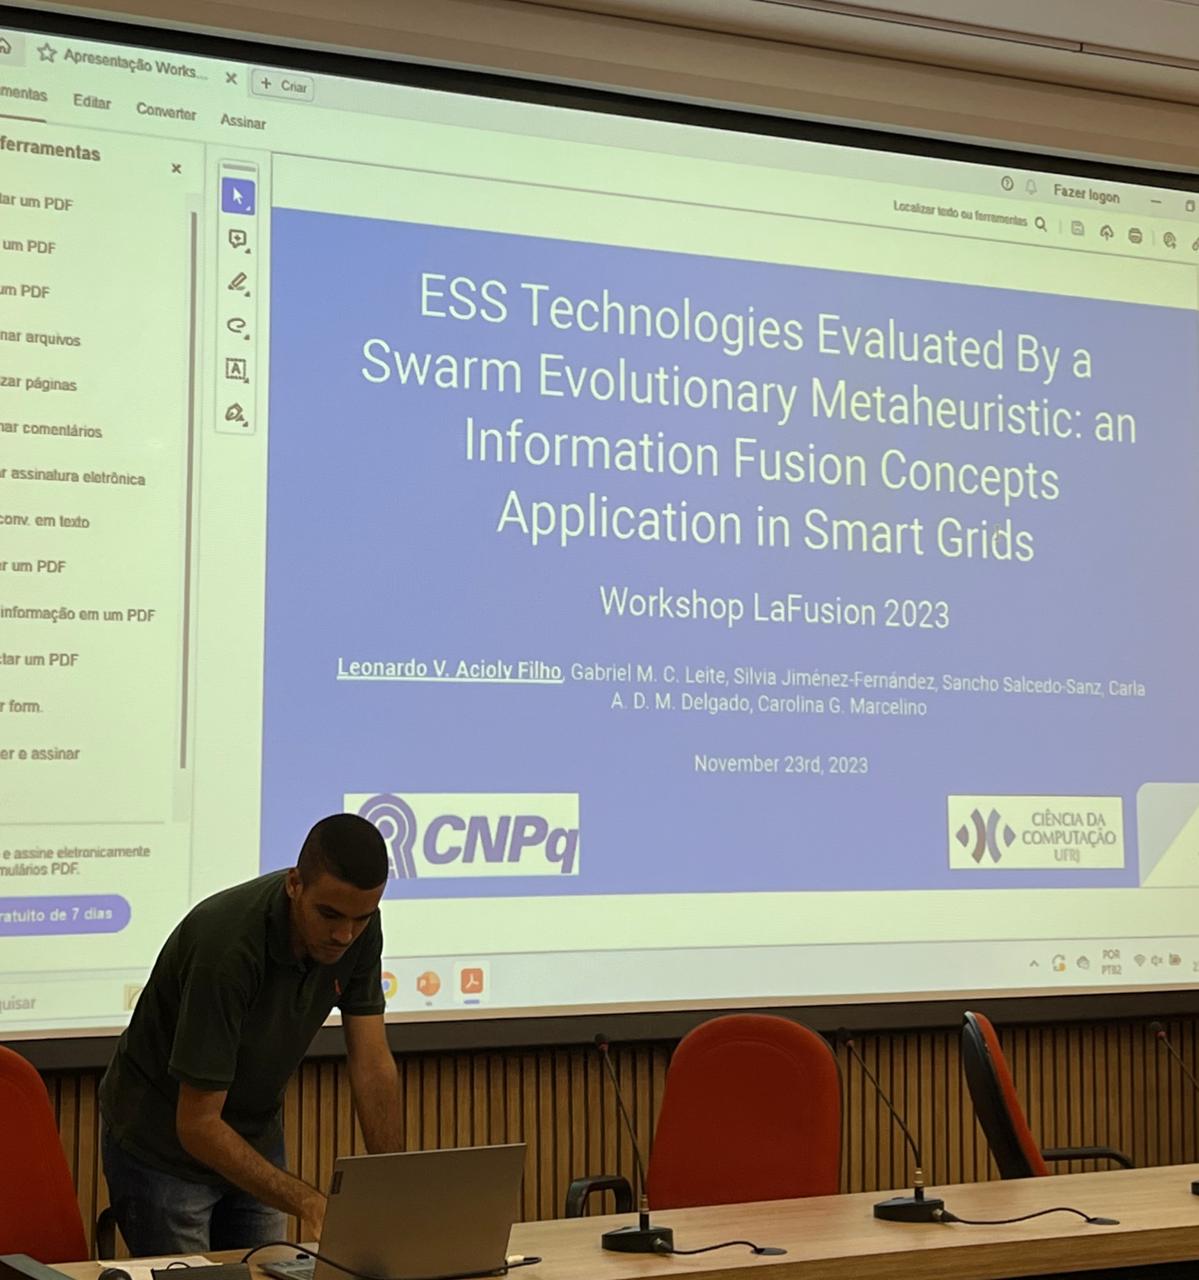 Apresentação Works...
Criar
mentas Editar Converter Assinar
ferramentas
Fazer logon
Localizar texto ou ferramentas
um PDF
um PDF
um PDF
nar arquivos
zar páginas
nar comentários
r assinatura eletrônica
conv. em texto
r um PDF
informação em um PDF
tar um PDF
r form.
er e assinar
e assine eletronicamente
mulários PDF.
ratuito de 7 dias
uisar
ESS Technologies Evaluated By a
Swarm Evolutionary Metaheuristic: an
Information Fusion Concepts
Application in Smart Grids
Workshop LaFusion 2023
Leonardo V. Acioly Filho, Gabriel M. C. Leite, Silvia Jiménez-Fernández, Sancho Salcedo-Sanz, Carla
A. D. M. Delgado, Carolina G. Marcelino
November 23rd, 2023
CNPq
CIÊNCIA DA
COMPUTAÇÃO
UFRJ
POR
PTB2